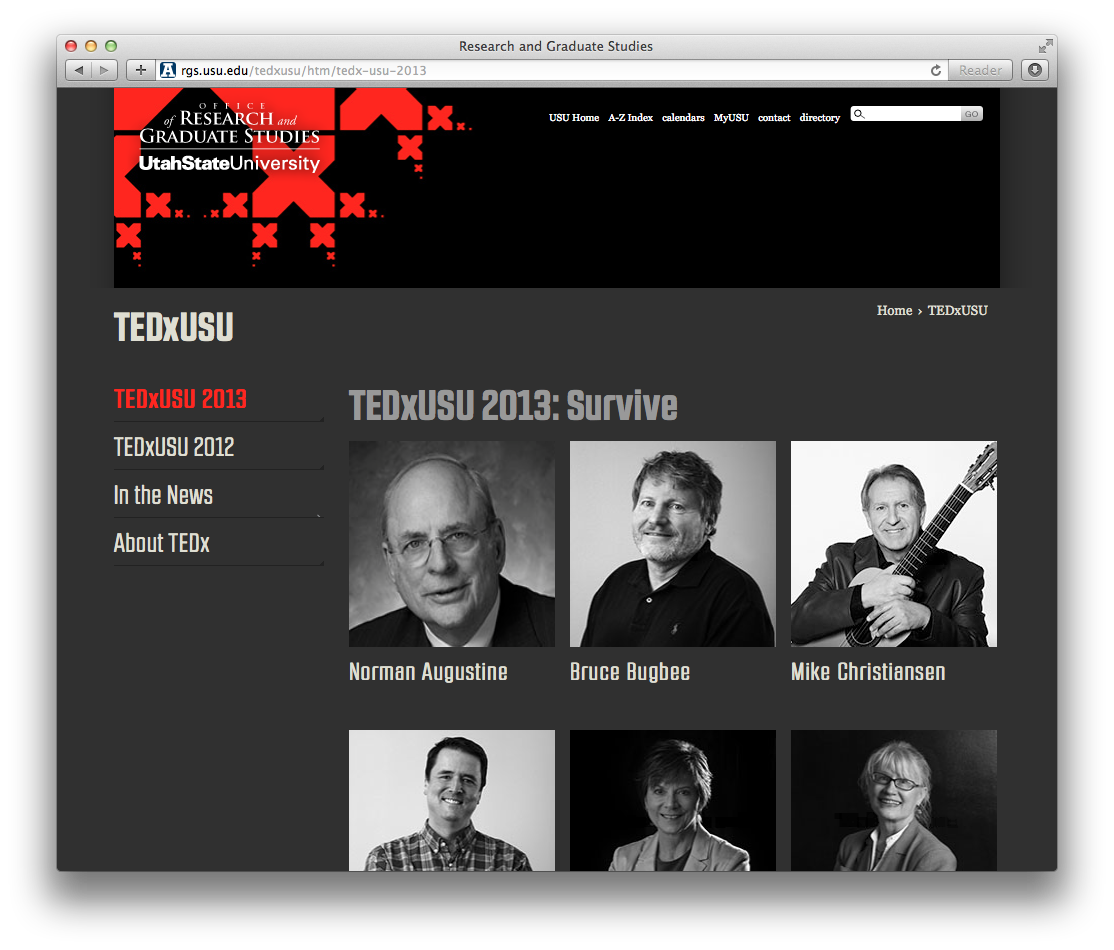 Research and Graduate Studies
rgs.usu.edu/tedxusu/htm/tedx-usu-2013
Reader
OFFICE
of RESEARCH and
GRADUATE STUDIES
UtahStateUniversity
USU Home A-Z Index calendars MyUSU contact directory GO
Home › TEDxUSU
TEDxUSU
TEDxUSU 2013
TEDxUSU 2012
In the News
About TEDx
TEDxUSU 2013: Survive
Norman Augustine
Bruce Bugbee
Mike Christiansen